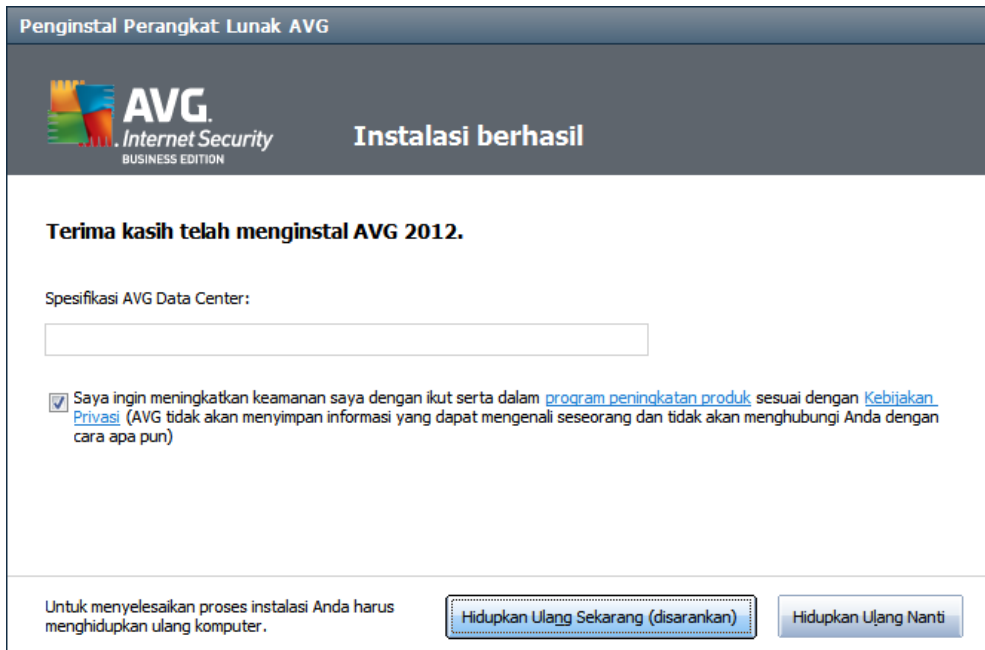 Penginstal Perangkat Lunak AVG
AVG.
Internet Security
BUSINESS EDITION
Instalasi berhasil
Terima kasih telah menginstal AVG 2012.
Spesifikasi AVG Data Center:
Saya ingin meningkatkan keamanan saya dengan ikut serta dalam program peningkatan produk sesuai dengan Kebijakan
Privasi (AVG tidak akan menyimpan informasi yang dapat mengenali seseorang dan tidak akan menghubungi Anda dengan
cara apa pun)
Untuk menyelesaikan proses instalasi Anda harus
menghidupkan ulang komputer.
Hidupkan Ulang Sekarang (disarankan)
Hidupkan Ulang Nanti